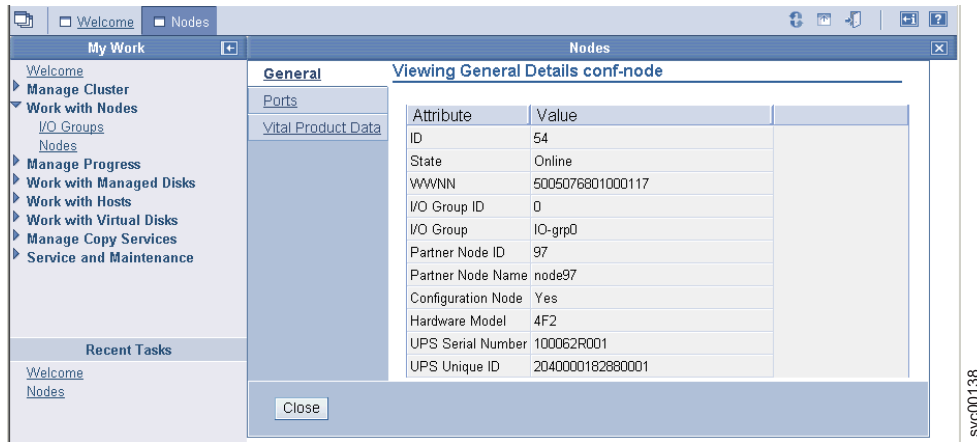 Welcome
Nodes
My Work
Nodes
Welcome
Manage Cluster
Work with Nodes
I/O Groups
Nodes
Manage Progress
Work with Managed Disks
Work with Hosts
Work with Virtual Disks
Manage Copy Services
Service and Maintenance
Recent Tasks
Welcome
Nodes
General
Ports
Vital Product Data
Viewing General Details conf-node
Attribute Value
ID 54
State Online
WWNN 5005076801000117
I/O Group ID 0
I/O Group IO-grp0
Partner Node ID 97
Partner Node Name node97
Configuration Node Yes
Hardware Model 4F2
UPS Serial Number 100062R001
UPS Unique ID 2040000182880001
Close
svc00138